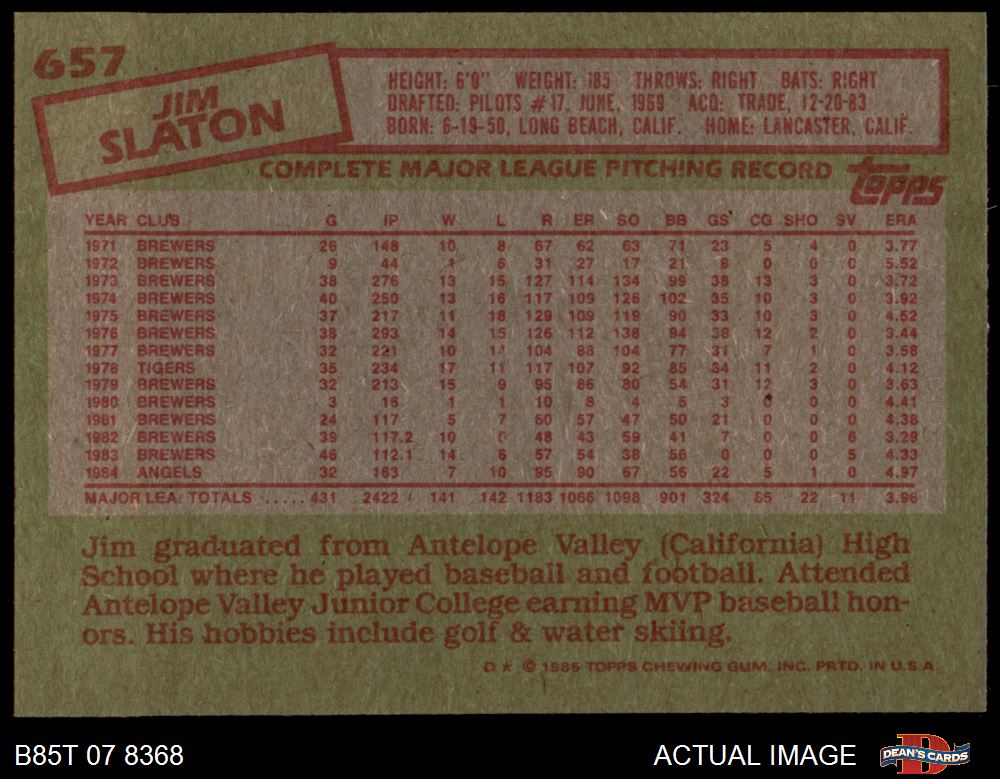 657
JIM
SLATON
HEIGHT: 6'0" WEIGHT: 185 THROWS: RIGHT BATS: RIGHT
DRAFTED: PILOTS #17, JUNE, 1969 ACQ: TRADE, 12-20-83
BORN: 6-19-50, LONG BEACH, CALIF. HOME: LANCASTER, CALIF.
COMPLETE MAJOR LEAGUE PITCHING RECORD
topps
YEAR CLUB G IP W L R ER SO BB GS CG SHO SV ERA
1971 BREWERS 26 148 10 8 67 62 63 71 23 5 4 0 3.77
1972 BREWERS 9 44 1 6 31 27 17 21 8 0 0 0 5.52
1973 BREWERS 38 276 13 15 127 114 134 99 38 13 3 0 3.72
1974 BREWERS 40 250 13 16 117 109 126 102 35 10 3 0 3.92
1975 BREWERS 37 217 11 18 129 109 119 90 33 10 3 0 4.52
1976 BREWERS 38 293 14 15 126 112 138 94 38 12 2 0 3.44
1977 BREWERS 32 221 10 14 104 88 104 77 31 7 1 0 3.58
1978 TIGERS 35 234 17 11 117 107 92 85 34 11 2 0 4.12
1979 BREWERS 32 213 15 9 95 86 80 54 31 12 3 0 3.63
1980 BREWERS 3 16 1 1 10 8 4 5 3 0 0 0 4.41
1981 BREWERS 24 117 5 7 60 57 47 50 21 0 0 0 4.38
1982 BREWERS 39 117.2 10 48 43 59 41 7 0 0 6 3.29
1983 BREWERS 46 112.1 14 6 57 54 38 56 0 0 0 5 4.33
1984 ANGELS 32 163 7 10 95 90 67 56 22 5 1 0 4.97
MAJOR LEA. TOTALS ..... 431 2422 141 142 1183 1066 1098 901 324 85 22 11 3.96
Jim graduated from Antelope Valley (California) High
School where he played baseball and football. Attended
Antelope Valley Junior College earning MVP baseball hon-
ors. His hobbies include golf & water skiing.
D * © 1985 TOPPS CHEWING GUM, INC. PRTD. IN U.S.A.
B85T 07 8368
ACTUAL IMAGE
D
DEAN'S CARDS